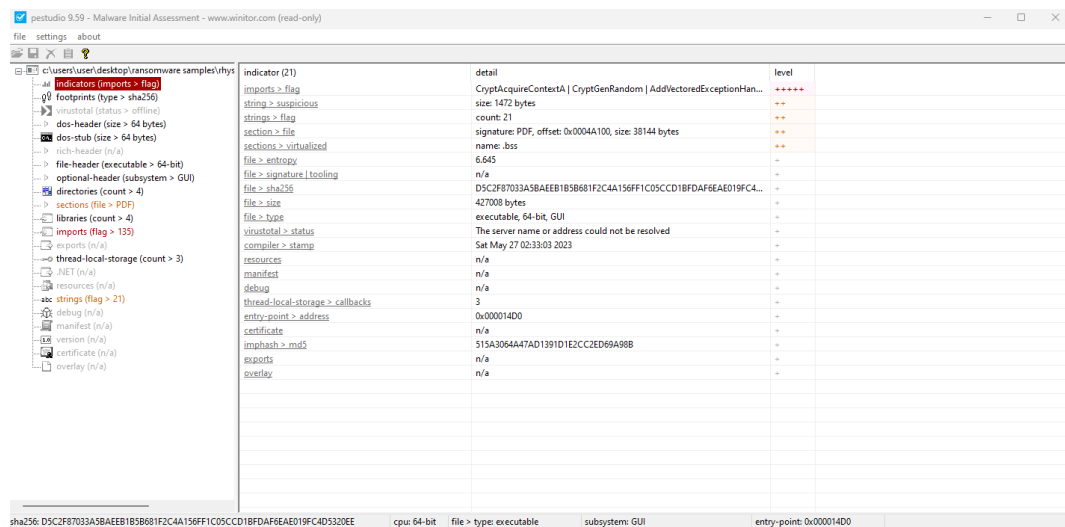 pestudio 9.59 - Malware Initial Assessment - www.winitor.com (read-only)
file settings about
c:\users\user\desktop\ransomware samples\rhys
indicators (imports > flag)
footprints (type > sha256)
virustotal (status > offline)
dos-header (size > 64 bytes)
dos-stub (size > 64 bytes)
rich-header (n/a)
file-header (executable > 64-bit)
optional-header (subsystem > GUI)
directories (count > 4)
sections (file > PDF)
libraries (count > 4)
imports (flag > 135)
exports (n/a)
thread-local-storage (count > 3)
.NET (n/a)
resources (n/a)
abc strings (flag > 21)
debug (n/a)
manifest (n/a)
1.0 version (n/a)
certificate (n/a)
overlay (n/a)
indicator (21) detail level
imports > flag CryptAcquireContextA | CryptGenRandom | AddVectoredExceptionHan... +++++
string > suspicious size: 1472 bytes ++
strings > flag count: 21 ++
section > file signature: PDF, offset: 0x0004A100, size: 38144 bytes ++
sections > virtualized name: .bss ++
file > entropy 6.645 +
file > signature | tooling n/a +
file > sha256 D5C2F87033A5BAEEB1B5B681F2C4A156FF1C05CCD1BFDAF6EAE019FC4... +
file > size 427008 bytes +
file > type executable, 64-bit, GUI +
virustotal > status The server name or address could not be resolved +
compiler > stamp Sat May 27 02:33:03 2023 +
resources n/a +
manifest n/a +
debug n/a +
thread-local-storage > callbacks 3 +
entry-point > address 0x000014D0 +
certificate n/a +
imphash > md5 515A3064A47AD1391D1E2CC2ED69A98B +
exports n/a +
overlay n/a +
sha256: D5C2F87033A5BAEEB1B5B681F2C4A156FF1C05CCD1BFDAF6EAE019FC4D5320EE cpu: 64-bit file > type: executable subsystem: GUI entry-point: 0x000014D0